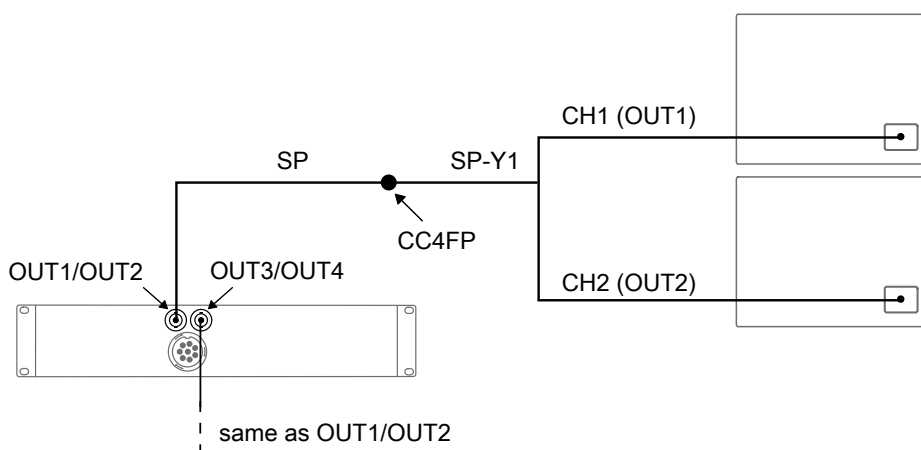 CH1 (OUT1)
SP
SP-Y1
CC4FP
OUT1/OUT2
OUT3/OUT4
CH2 (OUT2)
same as OUT1/OUT2